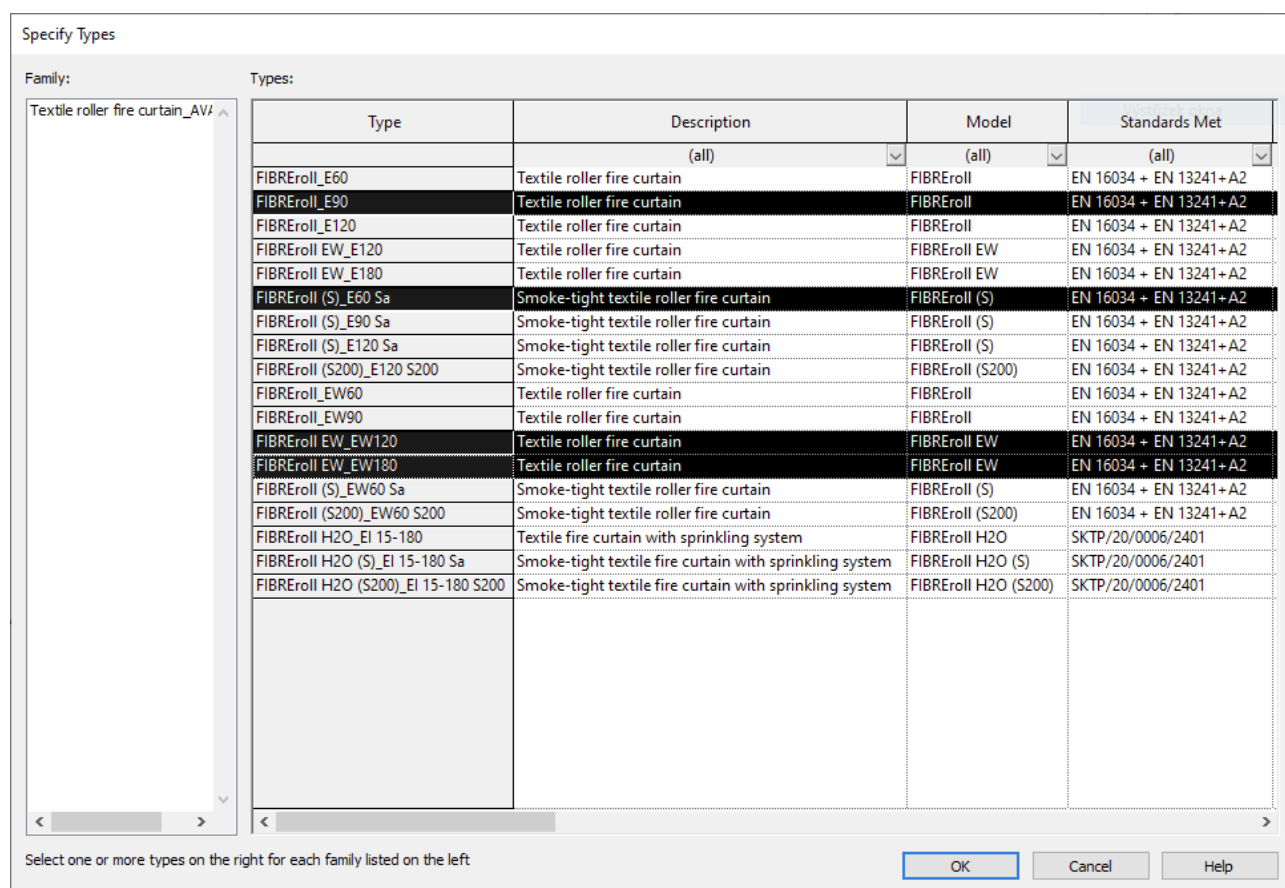 Specify Types
Family:
Types:
Textile roller fire curtain_AV
Type Description Model Standards Met
Výstřižek okna
(all) (all) (all)
FIBREroll_E60 Textile roller fire curtain FIBREroll EN 16034 + EN 13241+A2
FIBREroll_E90 Textile roller fire curtain FIBREroll EN 16034 + EN 13241+A2
FIBREroll_E120 Textile roller fire curtain FIBREroll EN 16034 + EN 13241+A2
FIBREroll EW_E120 Textile roller fire curtain FIBREroll EW EN 16034 + EN 13241+A2
FIBREroll EW_E180 Textile roller fire curtain FIBREroll EW EN 16034 + EN 13241+A2
FIBREroll (S)_E60 Sa Smoke-tight textile roller fire curtain FIBREroll (S) EN 16034 + EN 13241+A2
FIBREroll (S)_E90 Sa Smoke-tight textile roller fire curtain FIBREroll (S) EN 16034 + EN 13241+A2
FIBREroll (S)_E120 Sa Smoke-tight textile roller fire curtain FIBREroll (S) EN 16034 + EN 13241+A2
FIBREroll (S200)_E120 S200 Smoke-tight textile roller fire curtain FIBREroll (S200) EN 16034 + EN 13241+A2
FIBREroll_EW60 Textile roller fire curtain FIBREroll EN 16034 + EN 13241+A2
FIBREroll_EW90 Textile roller fire curtain FIBREroll EN 16034 + EN 13241+A2
FIBREroll EW_EW120 Textile roller fire curtain FIBREroll EW EN 16034 + EN 13241+A2
FIBREroll EW_EW180 Textile roller fire curtain FIBREroll EW EN 16034 + EN 13241+A2
FIBREroll (S)_EW60 Sa Smoke-tight textile roller fire curtain FIBREroll (S) EN 16034 + EN 13241+A2
FIBREroll (S200)_EW60 S200 Smoke-tight textile roller fire curtain FIBREroll (S200) EN 16034 + EN 13241+A2
FIBREroll H2O_EI 15-180 Textile fire curtain with sprinkling system FIBREroll H2O SKTP/20/0006/2401
FIBREroll H2O (S)_EI 15-180 Sa Smoke-tight textile fire curtain with sprinkling system FIBREroll H2O (S) SKTP/20/0006/2401
FIBREroll H2O (S200)_EI 15-180 S200 Smoke-tight textile fire curtain with sprinkling system FIBREroll H2O (S200) SKTP/20/0006/2401
Select one or more types on the right for each family listed on the left
OK Cancel Help